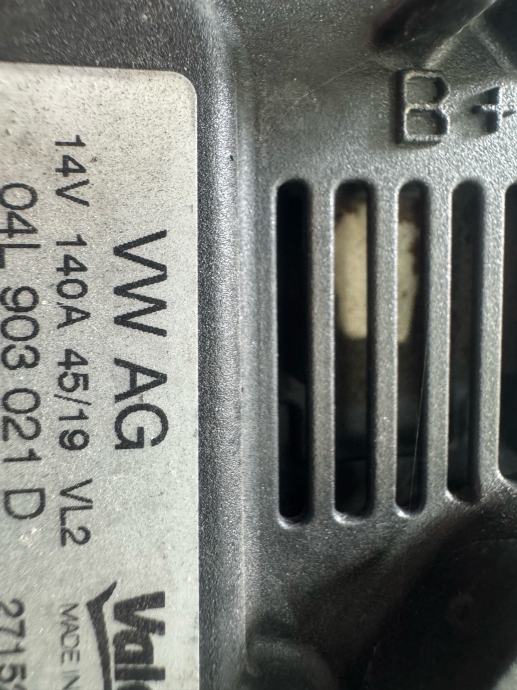 VW AG
14V 140A 45/19 VL2
04L 903 021 D
MADE IN
B+